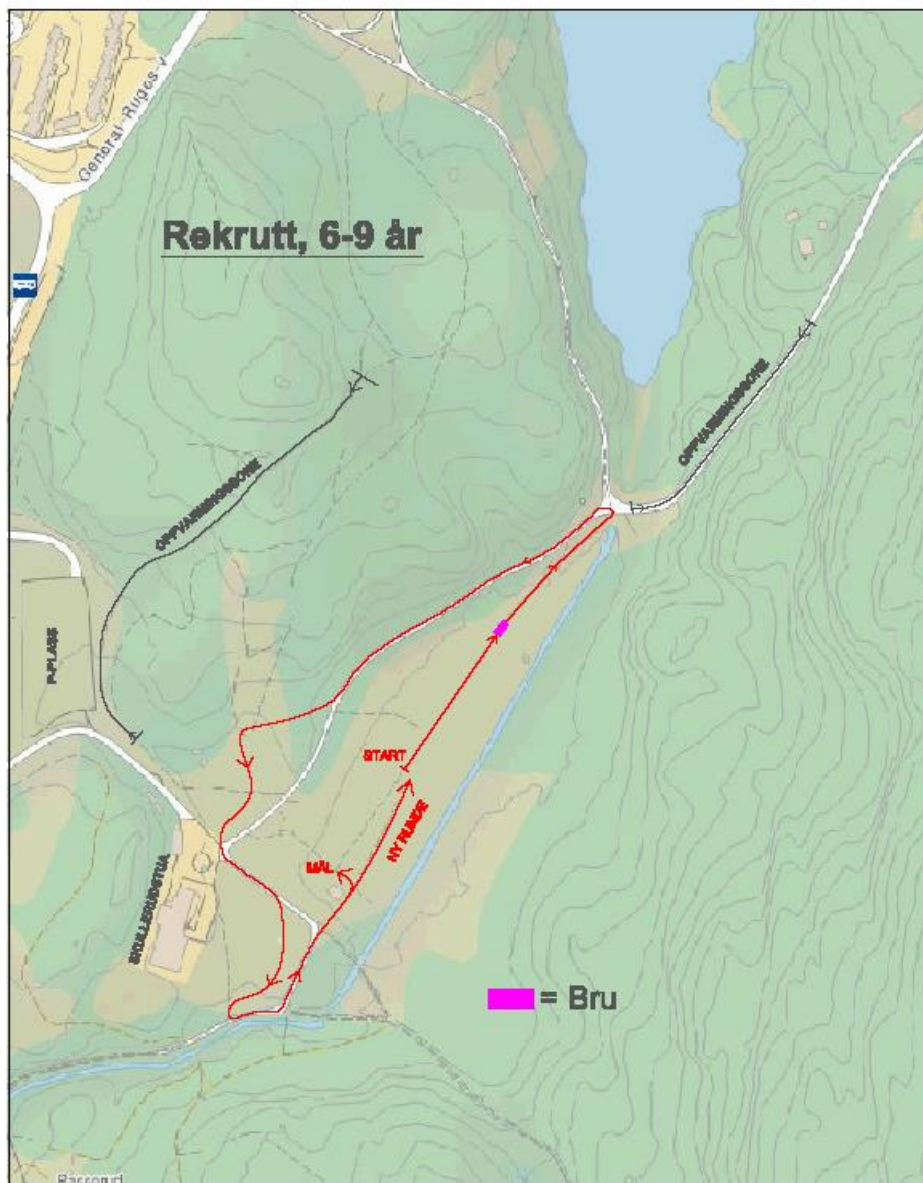 General Ruges v
Rekrutt, 6-9 år
OPPVARMINGSSONE
OPPVARMINGSSONE
P-PLASS
START
NY RUNDE
MÅL
SKULLERUDSTUA
= Bru